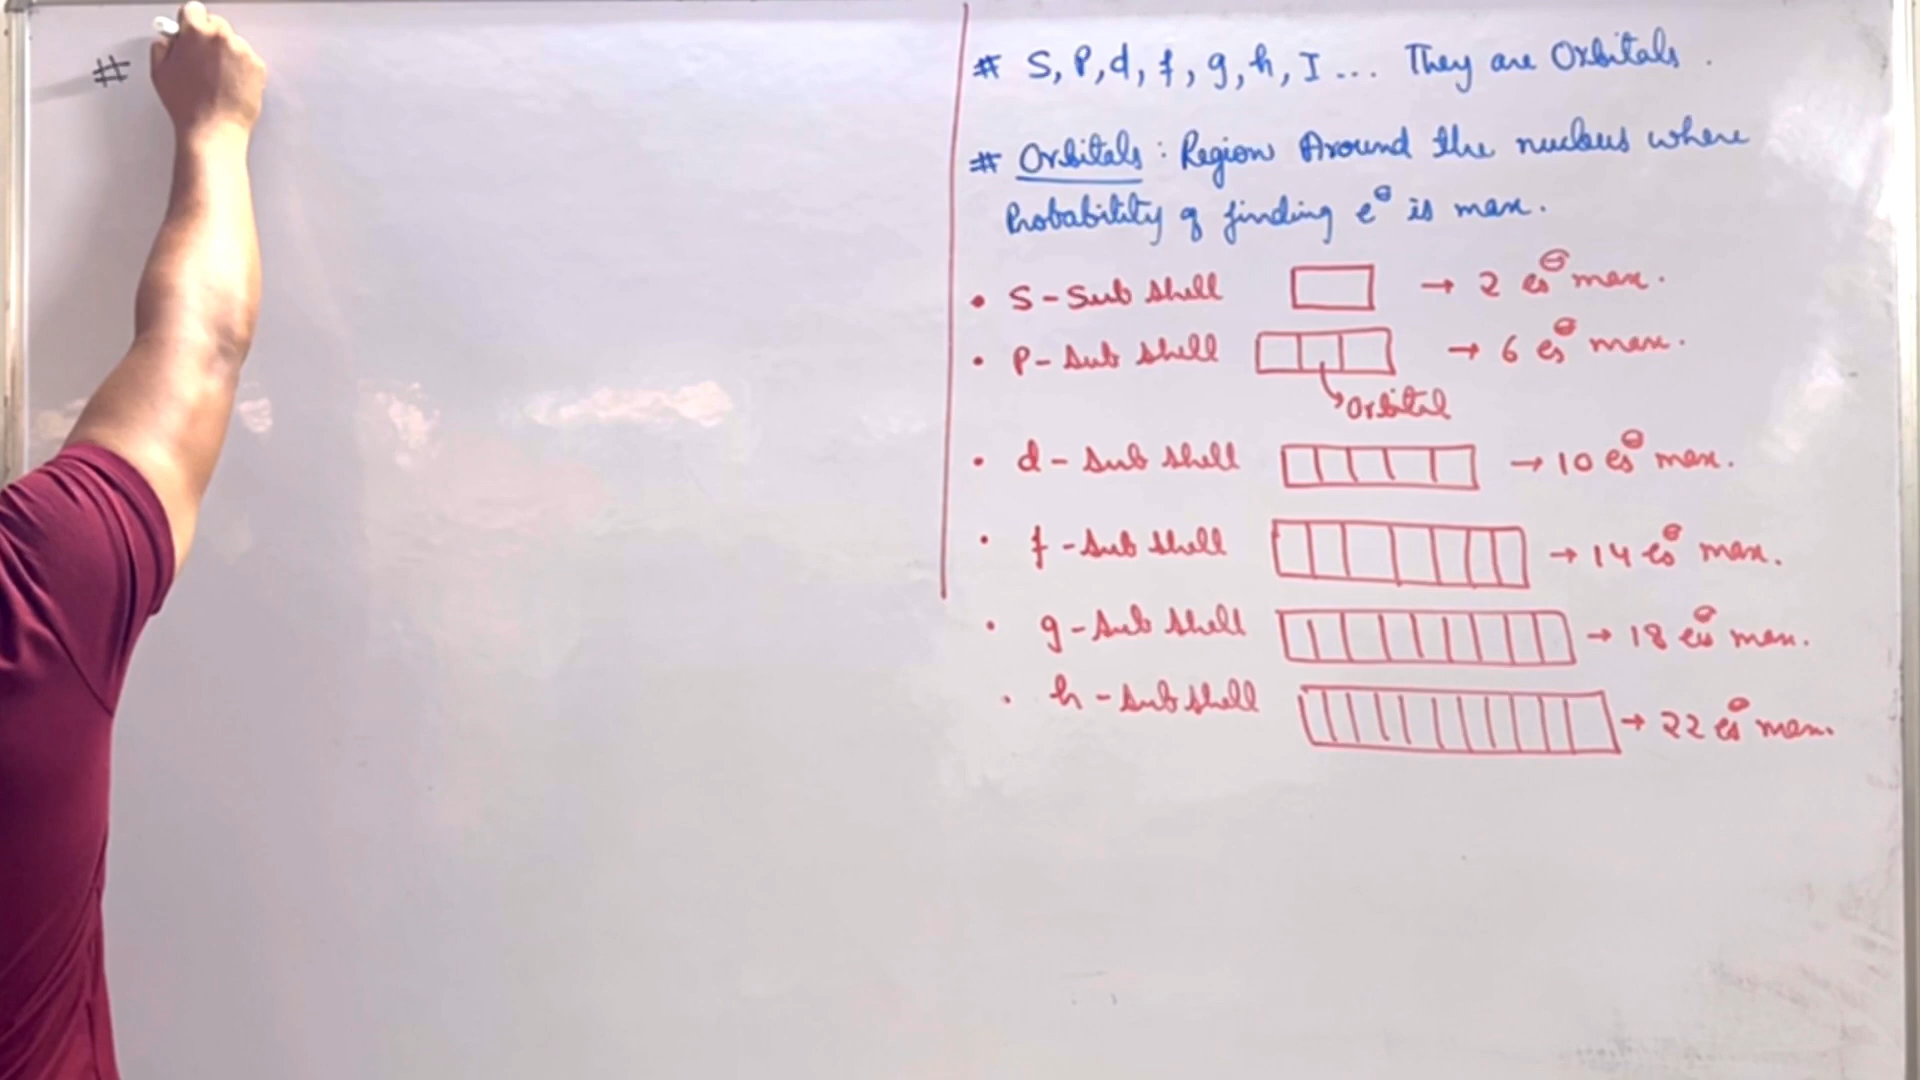 #
# S, P, d, f, g, h, I ... They are Orbitals .
# Orbitals : Region Around the nucleus where
Probability of finding e⊖ is max.
• S - Sub shell → 2 es⊖ max.
• P - Sub shell → 6 es⊖ max.
Orbital
• d - Sub shell → 10 es⊖ max.
• f - Sub shell → 14 es⊖ max.
• g - Sub shell → 18 es⊖ max.
• h - Sub shell → 22 es⊖ max.